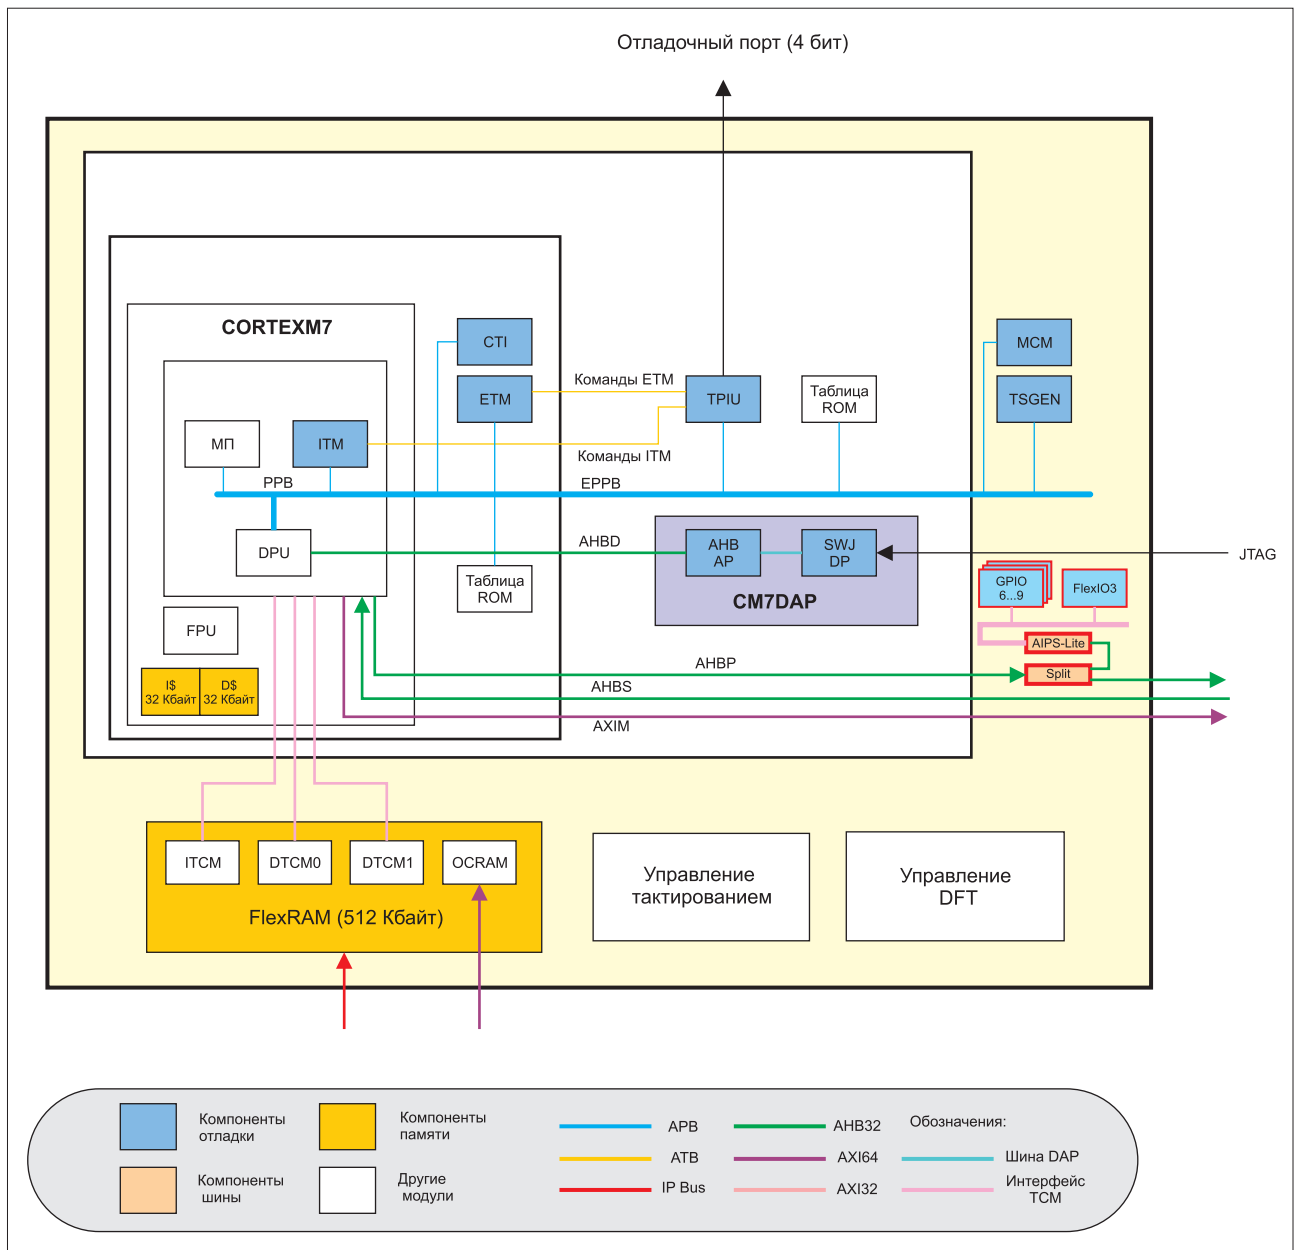 Отладочный порт (4 бит)
CORTEXM7
CTI
MCM
ETM
Команды ETM
TPIU
Таблица
ROM
TSGEN
МП
ITM
Команды ITM
PPB
EPPB
DPU
AHBD
AHB
AP
SWJ
DP
JTAG
CM7DAP
Таблица
ROM
GPIO
6...9
FlexIO3
FPU
AIPS-Lite
AHBP
Split
I$
32 Кбайт
D$
32 Кбайт
AHBS
AXIM
ITCM
DTCM0
DTCM1
OCRAM
FlexRAM (512 Кбайт)
Управление
тактированием
Управление
DFT
Компоненты
отладки
Компоненты
памяти
Компоненты
шины
Другие
модули
APB
ATB
IP Bus
AHB32
AXI64
AXI32
Обозначения:
Шина DAP
Интерфейс
TCM